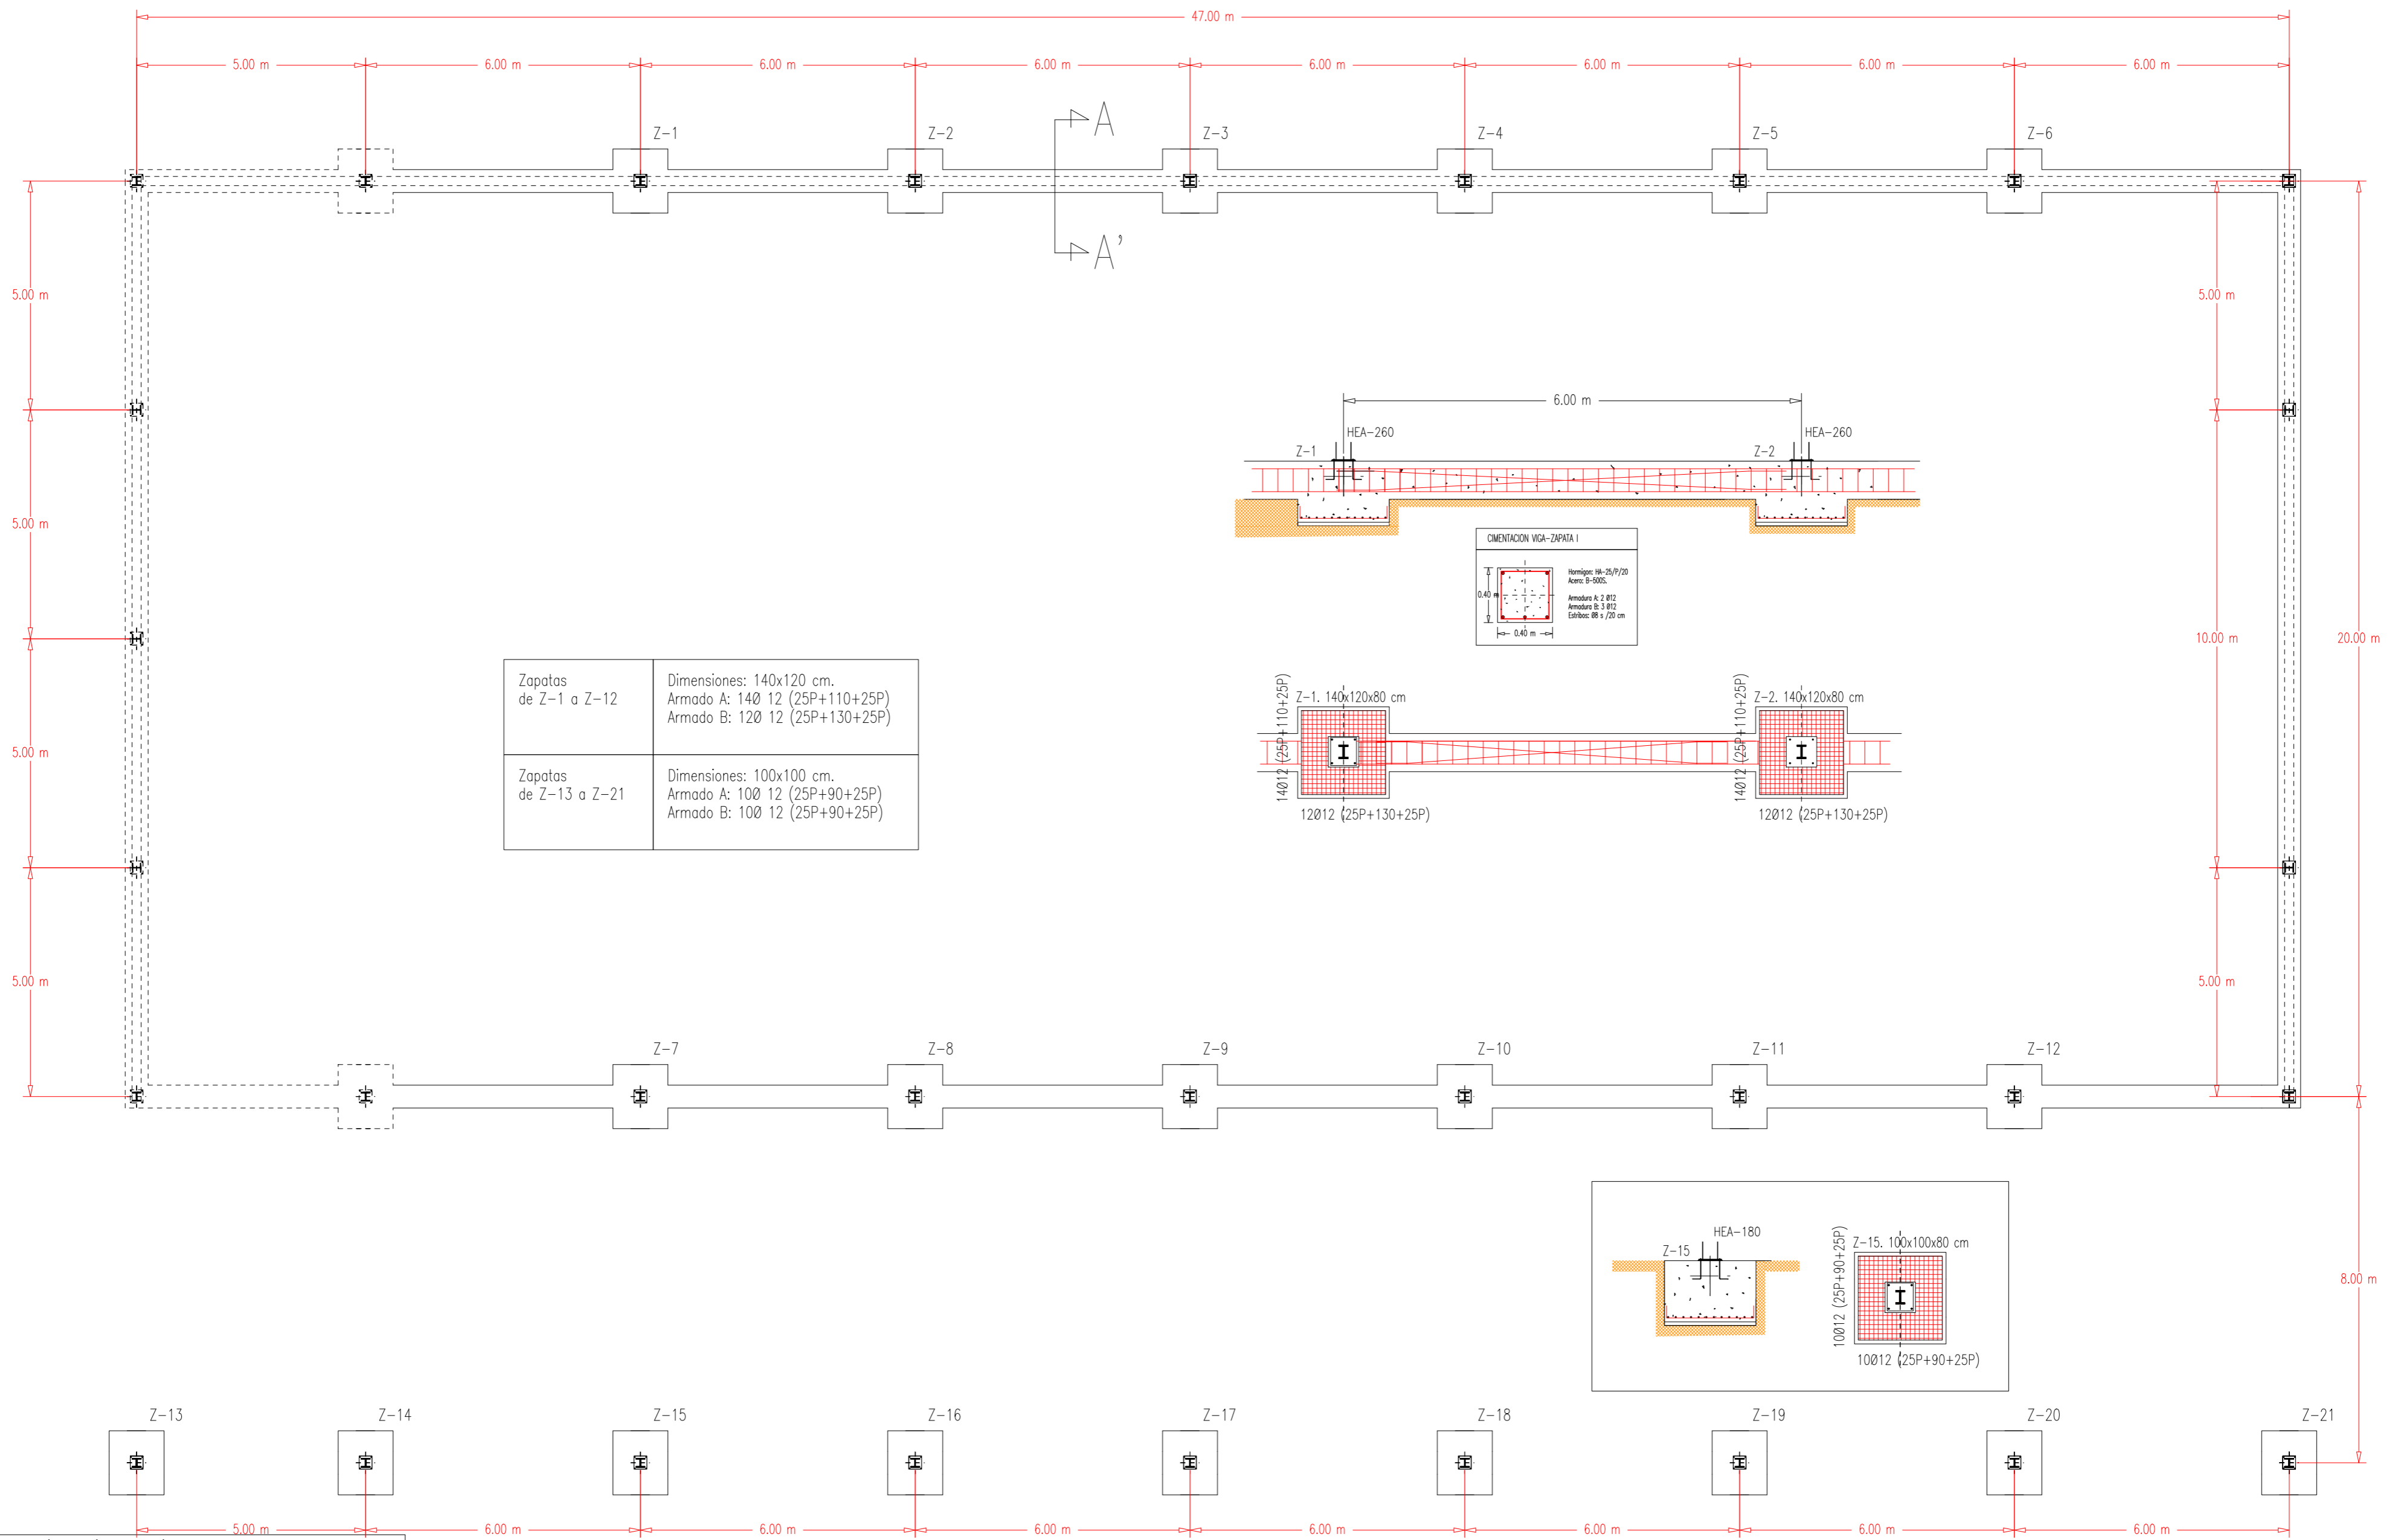 47.00 m
5.00 m
6.00 m
6.00 m
6.00 m
6.00 m
6.00 m
6.00 m
6.00 m
A
Z-1
Z-2
Z-3
Z-4
Z-5
Z-6
A'
5.00 m
5.00 m
5.00 m
5.00 m
5.00 m
10.00 m
5.00 m
20.00 m
6.00 m
HEA-260
HEA-260
Z-1
Z-2
CIMENTACION VIGA-ZAPATA I
Hormigon: HA-25/P/20
Acero: B-500S.
Armadura A: 2 Ø12
Armadura B: 3 Ø12
Estribos: Ø8 s /20 cm
0.40 m
0.40 m
Zapatas
de Z-1 a Z-12
Dimensiones: 140x120 cm.
Armado A: 14Ø 12 (25P+110+25P)
Armado B: 12Ø 12 (25P+130+25P)
Zapatas
de Z-13 a Z-21
Dimensiones: 100x100 cm.
Armado A: 10Ø 12 (25P+90+25P)
Armado B: 10Ø 12 (25P+90+25P)
Z-1. 140x120x80 cm
14Ø12 (25P+110+25P)
12Ø12 (25P+130+25P)
Z-2. 140x120x80 cm
14Ø12 (25P+110+25P)
12Ø12 (25P+130+25P)
Z-7
Z-8
Z-9
Z-10
Z-11
Z-12
HEA-180
Z-15
Z-15. 100x100x80 cm
10Ø12 (25P+90+25P)
10Ø12 (25P+90+25P)
8.00 m
Z-13
Z-14
Z-15
Z-16
Z-17
Z-18
Z-19
Z-20
Z-21
5.00 m
6.00 m
6.00 m
6.00 m
6.00 m
6.00 m
6.00 m
6.00 m